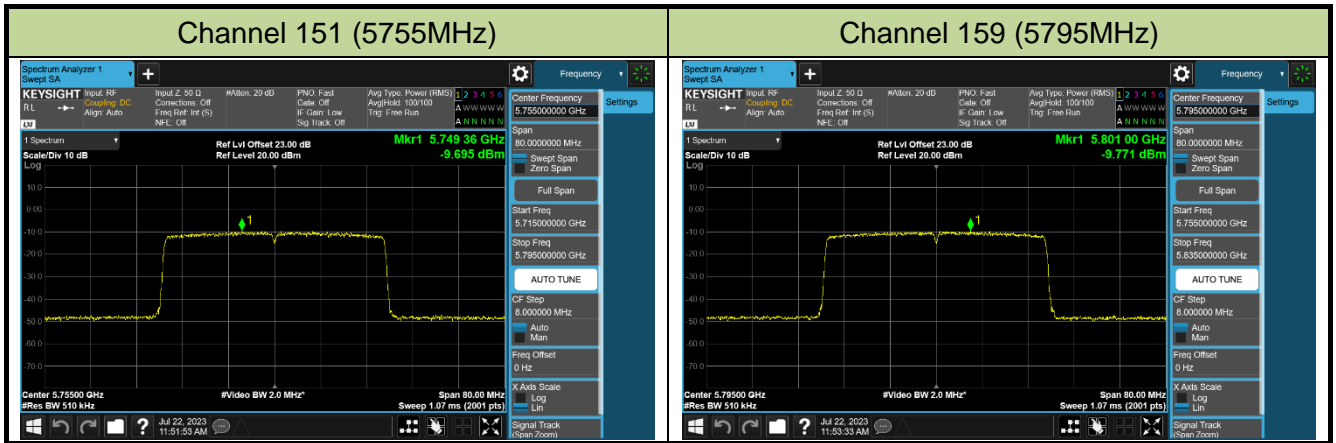 Channel 151 (5755MHz)
Spectrum Analyzer 1
Swept SA
Frequency
KEYSIGHT
RL
LXI
Input: RF
Coupling: DC
Align: Auto
Input Z: 50 Ω
Corrections: Off
Freq Ref: Int (S)
NFE: Off
#Atten: 20 dB
PNO: Fast
Gate: Off
IF Gain: Low
Sig Track: Off
Avg Type: Power (RMS)
Avg|Hold: 100/100
Trig: Free Run
1 2 3 4 5 6
A W W W W W
A N N N N N
Center Frequency
5.755000000 GHz
Settings
1 Spectrum
Scale/Div 10 dB
Log
Ref Lvl Offset 23.00 dB
Ref Level 20.00 dBm
Mkr1 5.749 36 GHz
-9.695 dBm
Span
80.0000000 MHz
Swept Span
Zero Span
Full Span
Start Freq
5.715000000 GHz
Stop Freq
5.795000000 GHz
AUTO TUNE
CF Step
8.000000 MHz
Auto
Man
Freq Offset
0 Hz
X Axis Scale
Log
Lin
Signal Track
(Span Zoom)
10.0
0.00
-10.0
-20.0
-30.0
-40.0
-50.0
-60.0
-70.0
1
Center 5.75500 GHz
#Res BW 510 kHz
#Video BW 2.0 MHz*
Span 80.00 MHz
Sweep 1.07 ms (2001 pts)
Jul 22, 2023
11:51:53 AM
Channel 159 (5795MHz)
Spectrum Analyzer 1
Swept SA
Frequency
KEYSIGHT
RL
LXI
Input: RF
Coupling: DC
Align: Auto
Input Z: 50 Ω
Corrections: Off
Freq Ref: Int (S)
NFE: Off
#Atten: 20 dB
PNO: Fast
Gate: Off
IF Gain: Low
Sig Track: Off
Avg Type: Power (RMS)
Avg|Hold: 100/100
Trig: Free Run
1 2 3 4 5 6
A W W W W W
A N N N N N
Center Frequency
5.795000000 GHz
Settings
1 Spectrum
Scale/Div 10 dB
Log
Ref Lvl Offset 23.00 dB
Ref Level 20.00 dBm
Mkr1 5.801 00 GHz
-9.771 dBm
Span
80.0000000 MHz
Swept Span
Zero Span
Full Span
Start Freq
5.755000000 GHz
Stop Freq
5.835000000 GHz
AUTO TUNE
CF Step
8.000000 MHz
Auto
Man
Freq Offset
0 Hz
X Axis Scale
Log
Lin
Signal Track
(Span Zoom)
10.0
0.00
-10.0
-20.0
-30.0
-40.0
-50.0
-60.0
-70.0
1
Center 5.79500 GHz
#Res BW 510 kHz
#Video BW 2.0 MHz*
Span 80.00 MHz
Sweep 1.07 ms (2001 pts)
Jul 22, 2023
11:53:33 AM